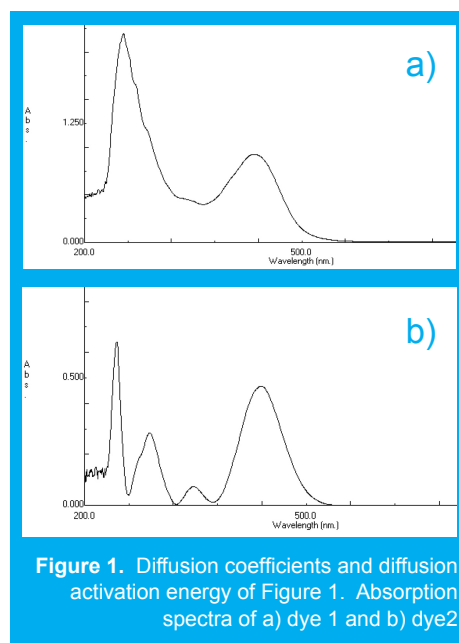 a)
A
b
s
.
1.250
0.000
200.0
500.0
Wavelength (nm.)
b)
A
b
s
.
0.500
0.000
200.0
500.0
Wavelength (nm.)
Figure 1. Diffusion coefficients and diffusion
activation energy of Figure 1. Absorption
spectra of a) dye 1 and b) dye2